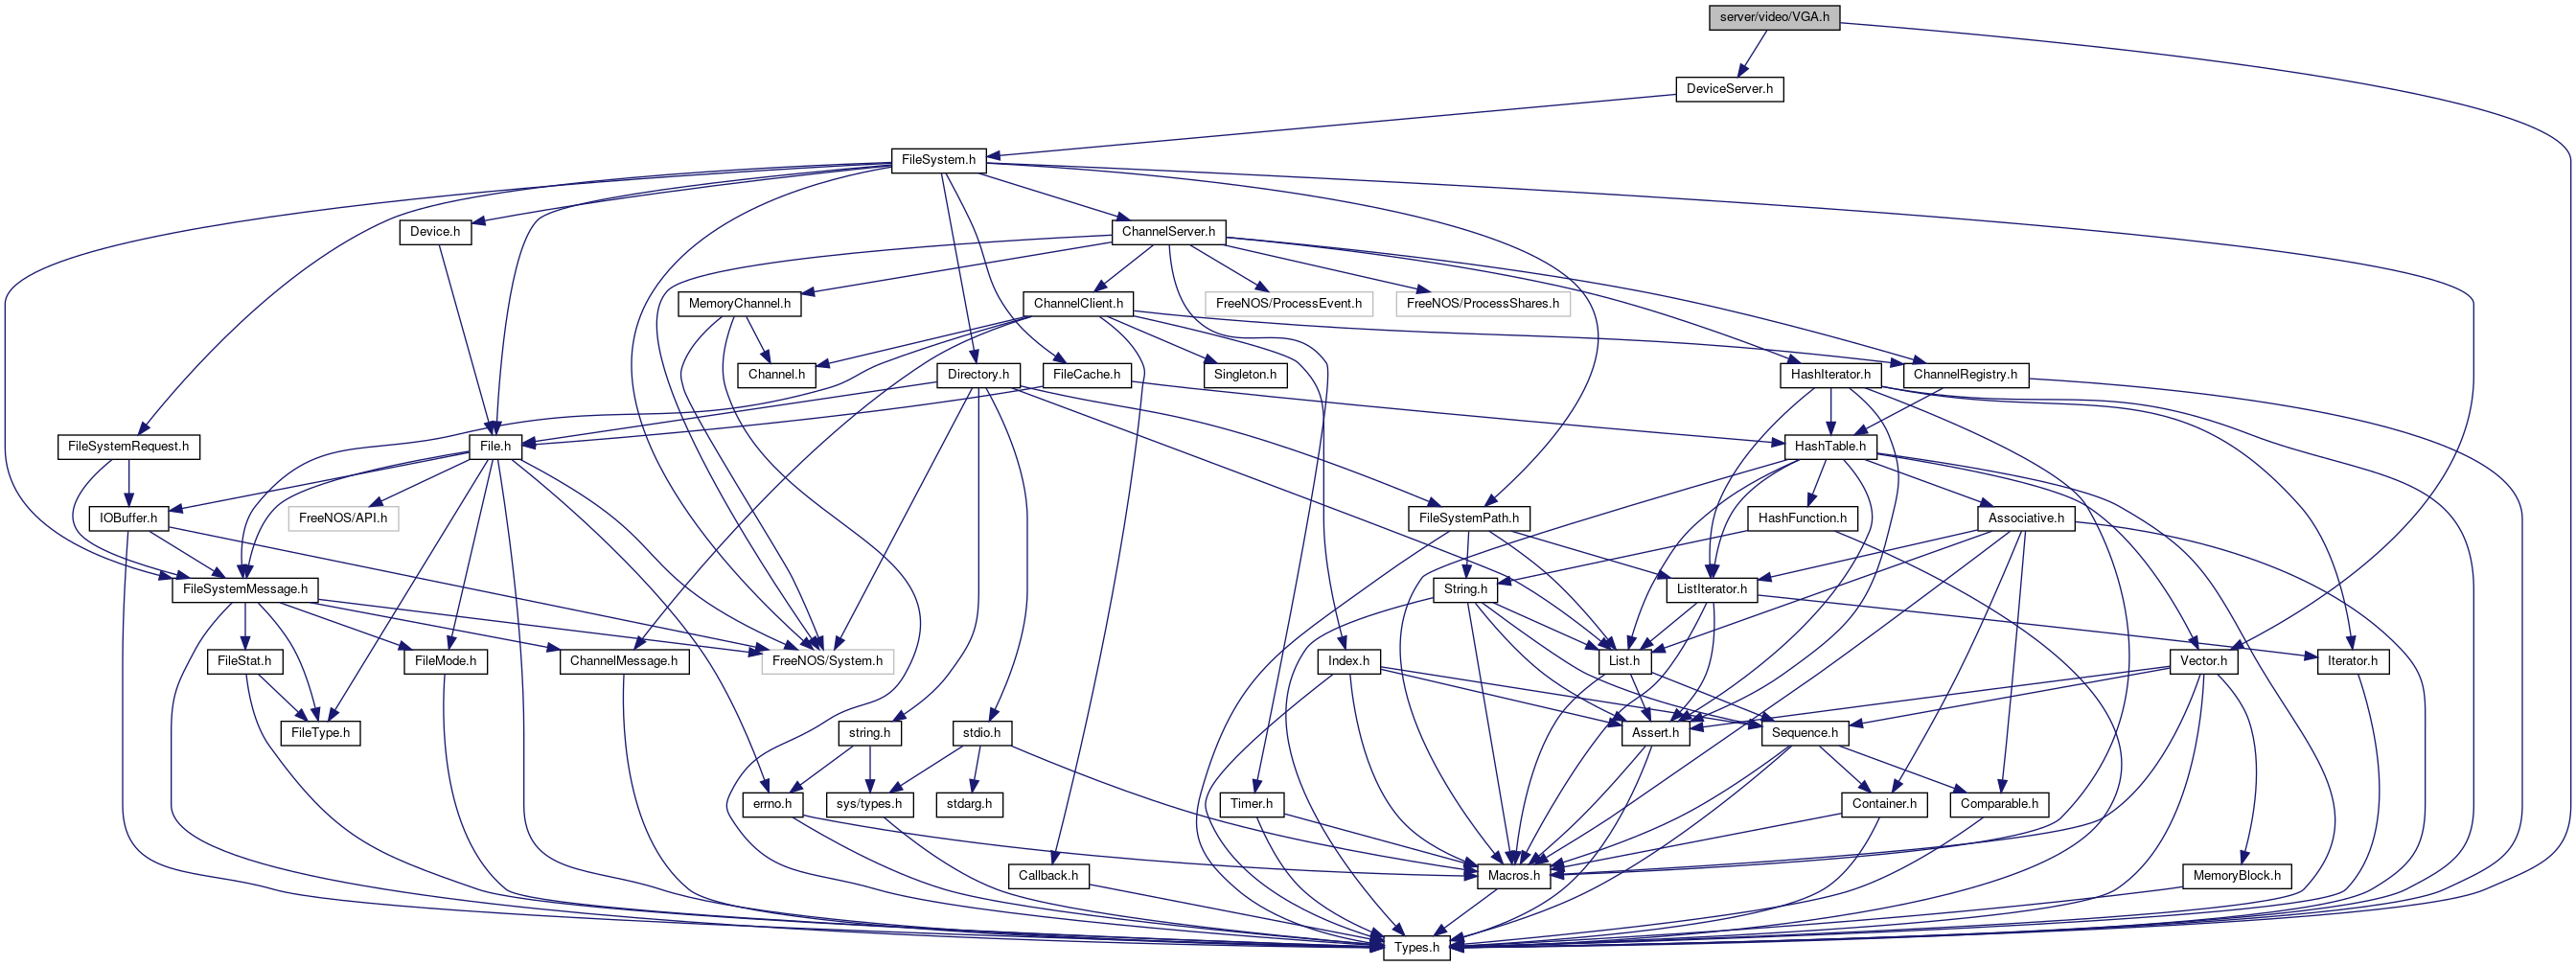 server/video/VGA.h
DeviceServer.h
FileSystem.h
Device.h
ChannelServer.h
MemoryChannel.h
ChannelClient.h
FreeNOS/ProcessEvent.h
FreeNOS/ProcessShares.h
Channel.h
Directory.h
FileCache.h
Singleton.h
HashIterator.h
ChannelRegistry.h
FileSystemRequest.h
File.h
HashTable.h
IOBuffer.h
FreeNOS/API.h
FileSystemPath.h
HashFunction.h
Associative.h
FileSystemMessage.h
String.h
ListIterator.h
FileStat.h
FileMode.h
ChannelMessage.h
FreeNOS/System.h
Index.h
List.h
Vector.h
Iterator.h
FileType.h
string.h
stdio.h
Assert.h
Sequence.h
errno.h
sys/types.h
stdarg.h
Timer.h
Container.h
Comparable.h
Callback.h
Macros.h
MemoryBlock.h
Types.h